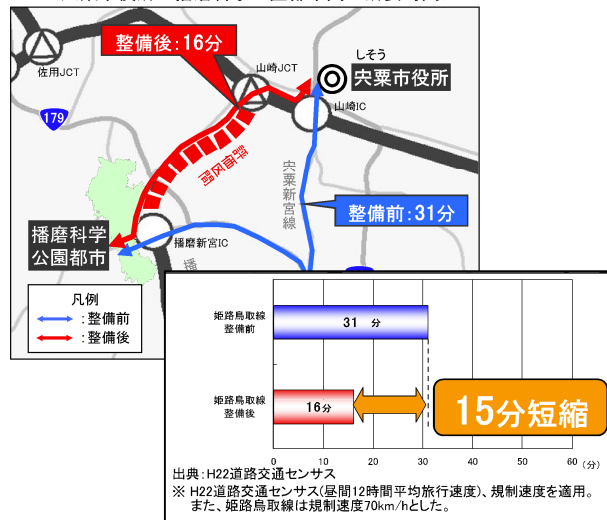 整備後:16分
佐用JCT
山崎JCT
しそう
宍粟市役所
山崎IC
179
詳細区間
宍粟新宮線
整備前:31分
播磨科学
公園都市
播磨新宮IC
播
凡例
:整備前
:整備後
姫路鳥取線
整備前
31 分
姫路鳥取線
整備後
16分
15分短縮
0 10 20 30 40 50 60 (分)
出典:H22道路交通センサス
※ H22道路交通センサス(昼間12時間平均旅行速度)、規制速度を適用。
また、姫路鳥取線は規制速度70km/hとした。